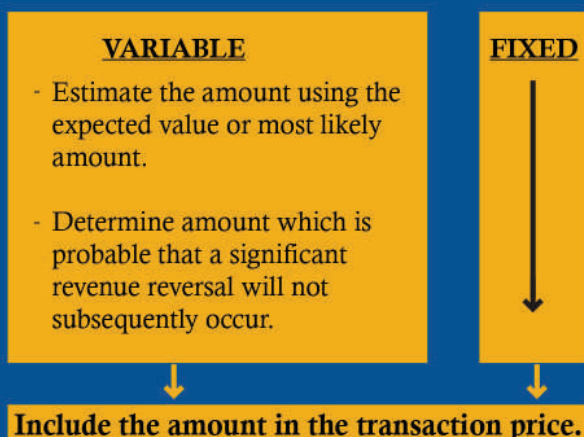 VARIABLE
- Estimate the amount using the
expected value or most likely
amount.
- Determine amount which is
probable that a significant
revenue reversal will not
subsequently occur.
FIXED
Include the amount in the transaction price.